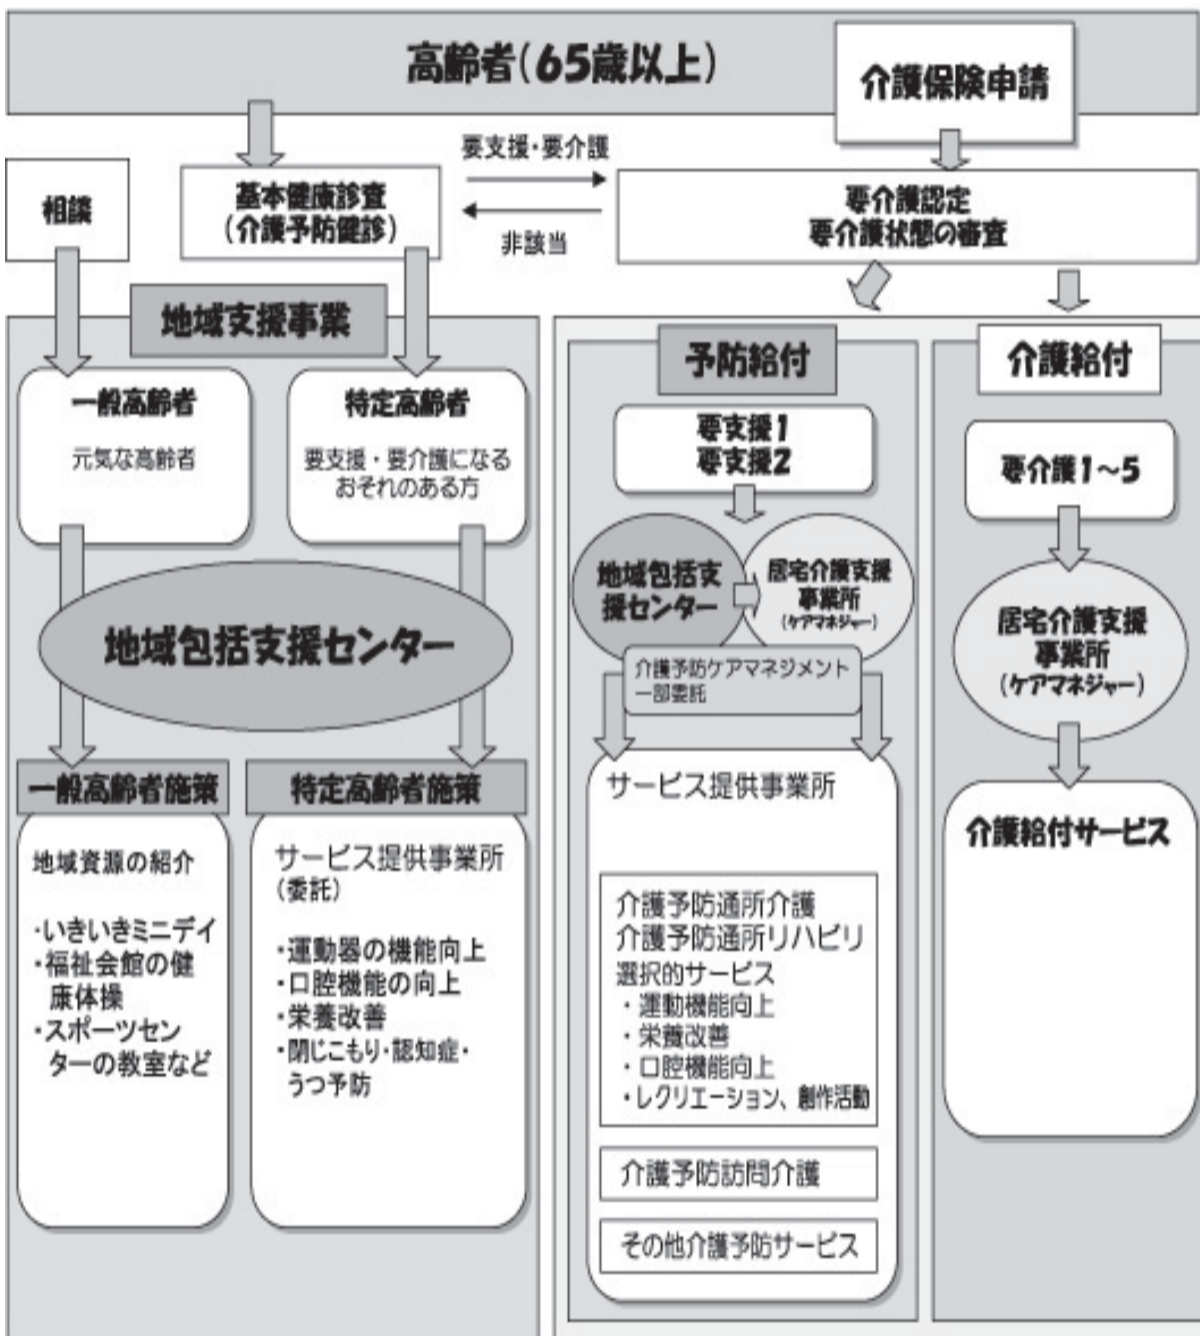 高齢者(65歳以上)
介護保険申請
相談
基本健康診査
(介護予防健診)
要支援・要介護
非該当
要介護認定
要介護状態の審査
地域支援事業
一般高齢者
元気な高齢者
特定高齢者
要支援・要介護になる
おそれのある方
地域包括支援センター
一般高齢者施策
地域資源の紹介
・いきいきミニデイ
・福祉会館の健
康体操
・スポーツセン
ターの教室など
特定高齢者施策
サービス提供事業所
(委託)
・運動器の機能向上
・口腔機能の向上
・栄養改善
・閉じこもり・認知症・
うつ予防
予防給付
要支援1
要支援2
地域包括支
援センター
居宅介護支援
事業所
(ケアマネジャー)
介護予防ケアマネジメント
一部委託
サービス提供事業所
介護予防通所介護
介護予防通所リハビリ
選択的サービス
・運動機能向上
・栄養改善
・口腔機能向上
・レクリエーション、創作活動
介護予防訪問介護
その他介護予防サービス
介護給付
要介護1～5
居宅介護支援
事業所
(ケアマネジャー)
介護給付サービス